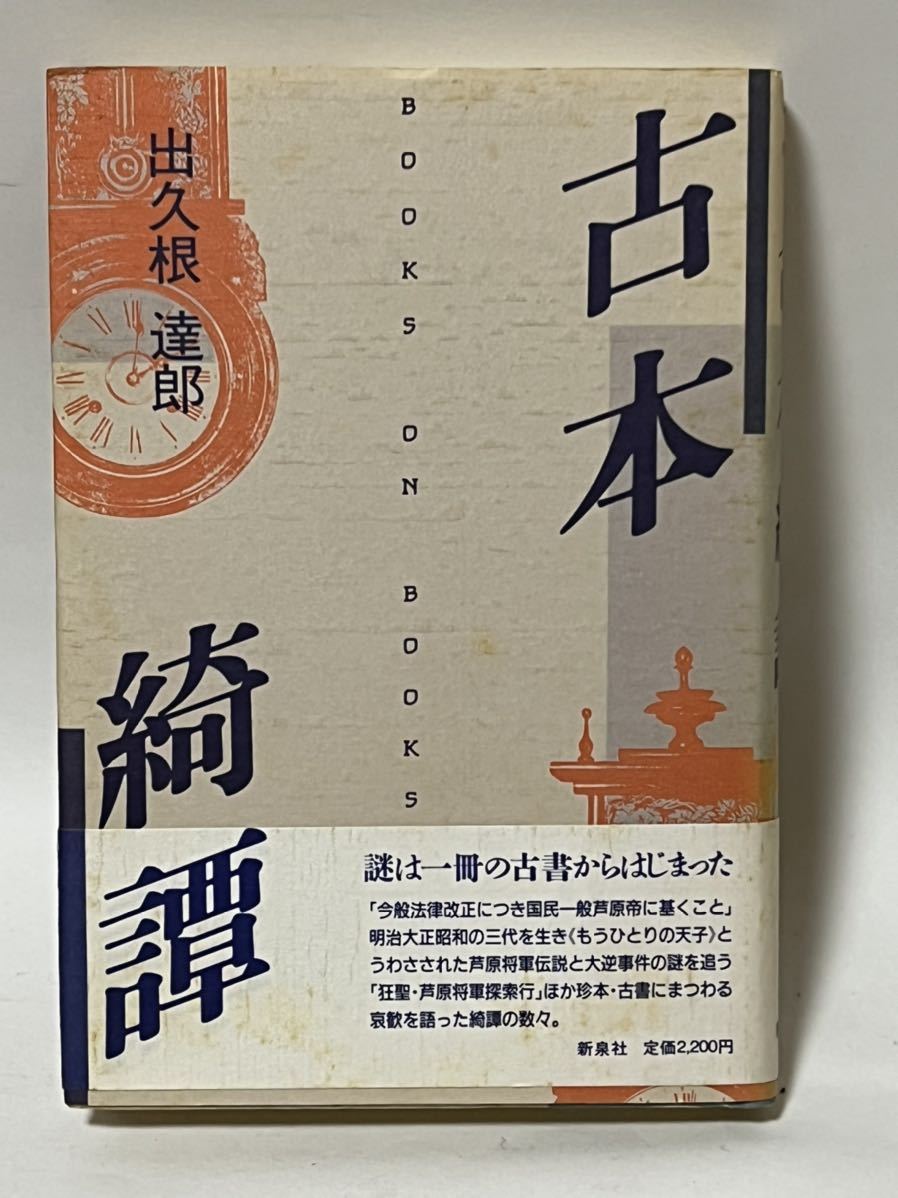 古本
綺譚
BOOKS ON BOOKS
出久根 達郎
謎は一冊の古書からはじまった
「今般法律改正につき国民一般芦原帝に基くこと」
明治大正昭和の三代を生き《もうひとりの天子》と
うわさされた芦原将軍伝説と大逆事件の謎を追う
「狂聖・芦原将軍探索行」ほか珍本・古書にまつわる
哀歓を語った綺譚の数々。
新泉社 定価2,200円